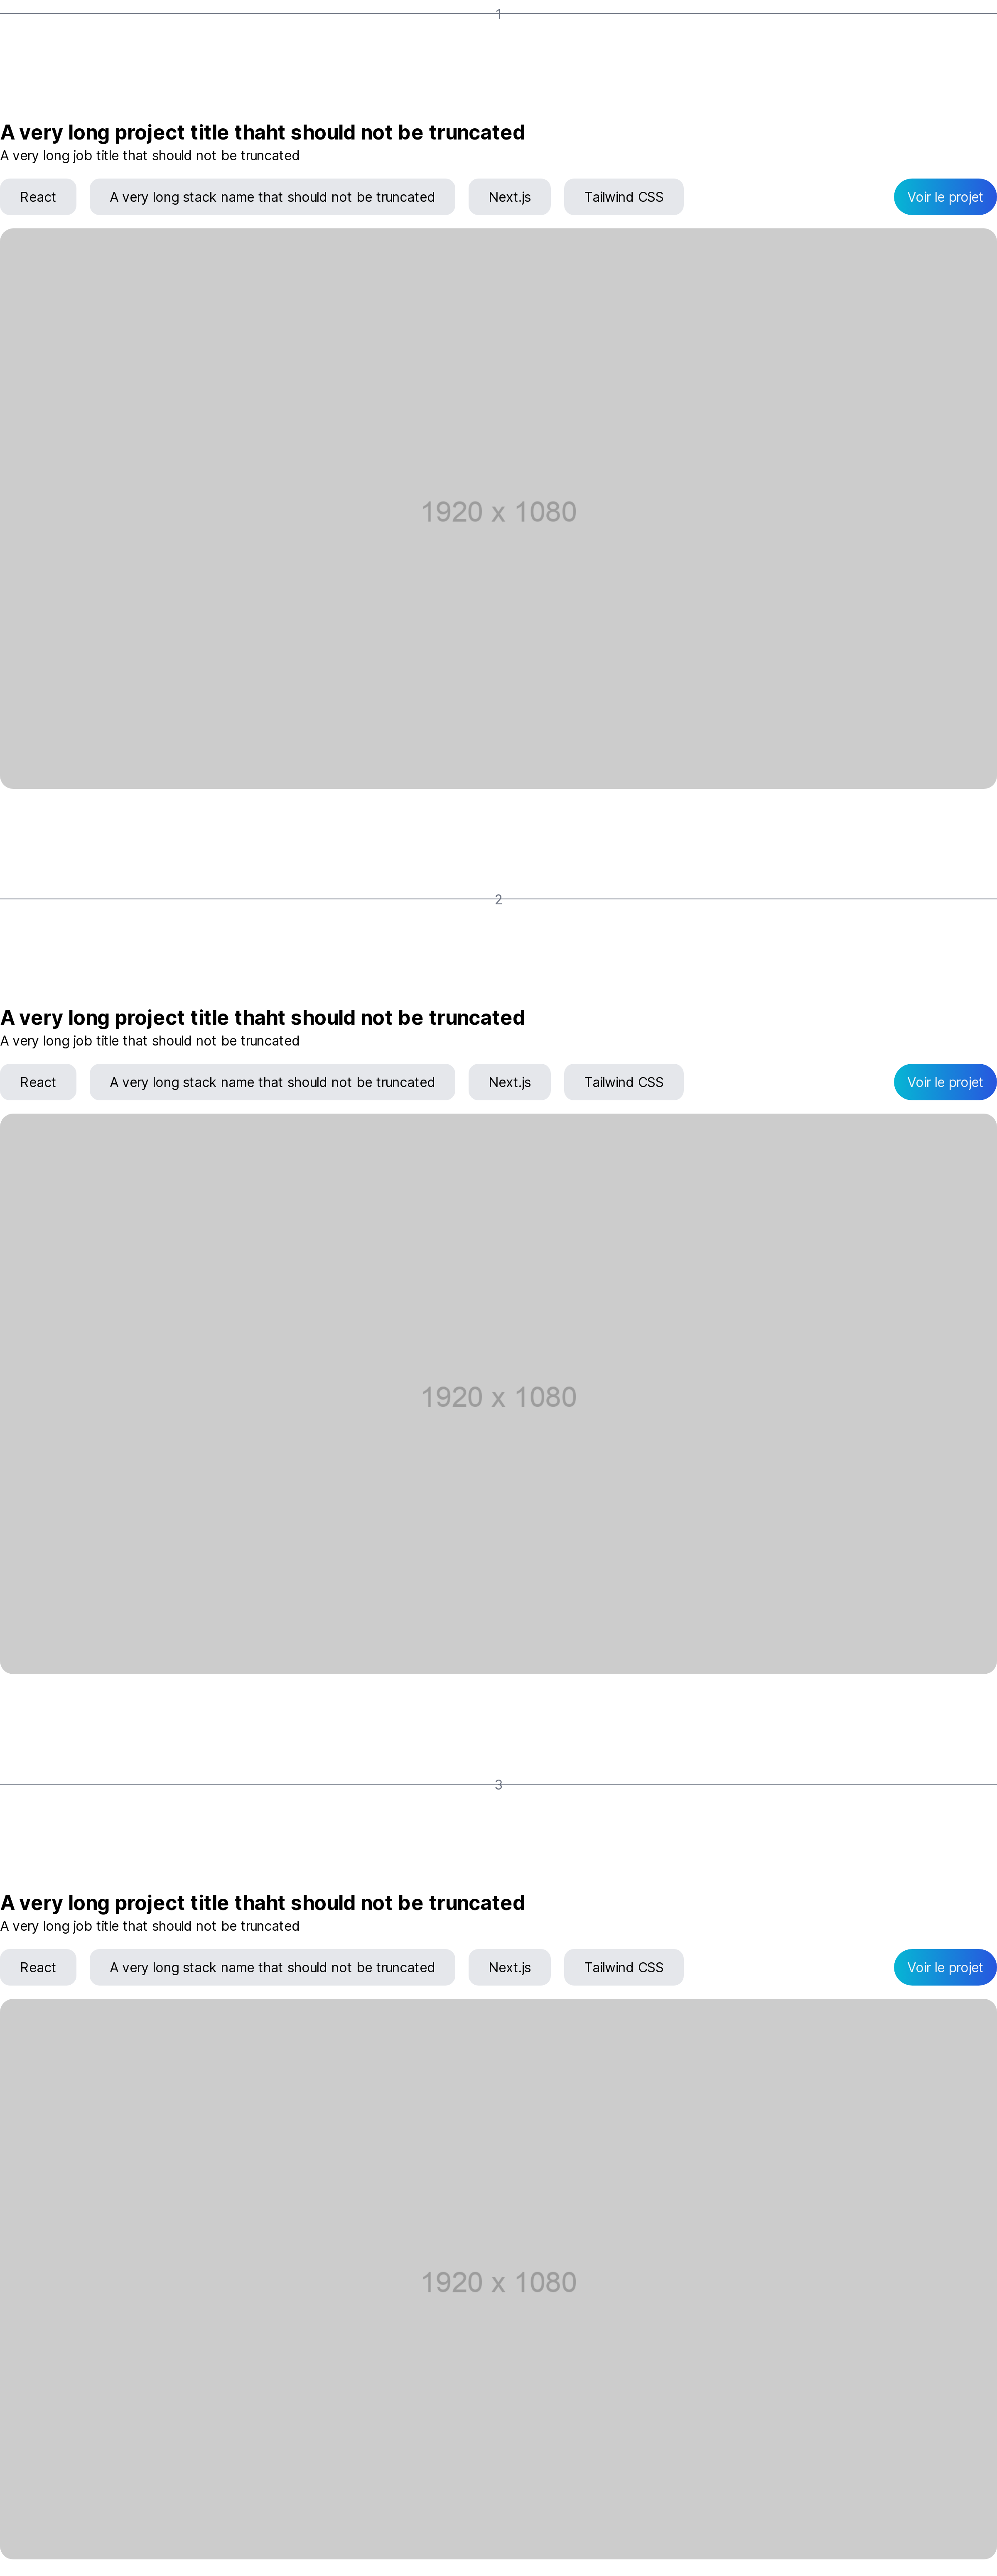 1
A very long project title thaht should not be truncated
A very long job title that should not be truncated
React A very long stack name that should not be truncated Next.js Tailwind CSS Voir le projet
1920 x 1080
2
A very long project title thaht should not be truncated
A very long job title that should not be truncated
React A very long stack name that should not be truncated Next.js Tailwind CSS Voir le projet
1920 x 1080
3
A very long project title thaht should not be truncated
A very long job title that should not be truncated
React A very long stack name that should not be truncated Next.js Tailwind CSS Voir le projet
1920 x 1080